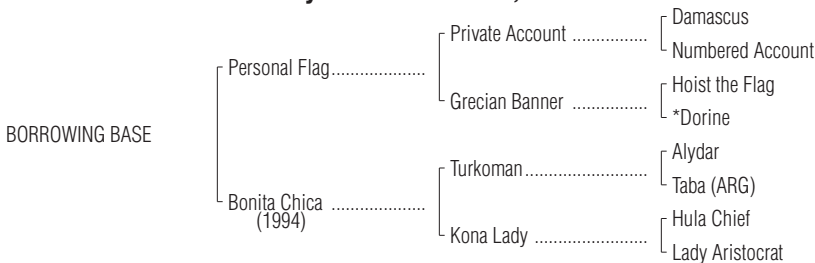 Damascus
Private Account ................
Numbered Account
Personal Flag.....................
Hoist the Flag
Grecian Banner ................
*Dorine
BORROWING BASE
Alydar
Turkoman..........................
Taba (ARG)
Bonita Chica .....................
(1994)
Hula Chief
Kona Lady ........................
Lady Aristocrat